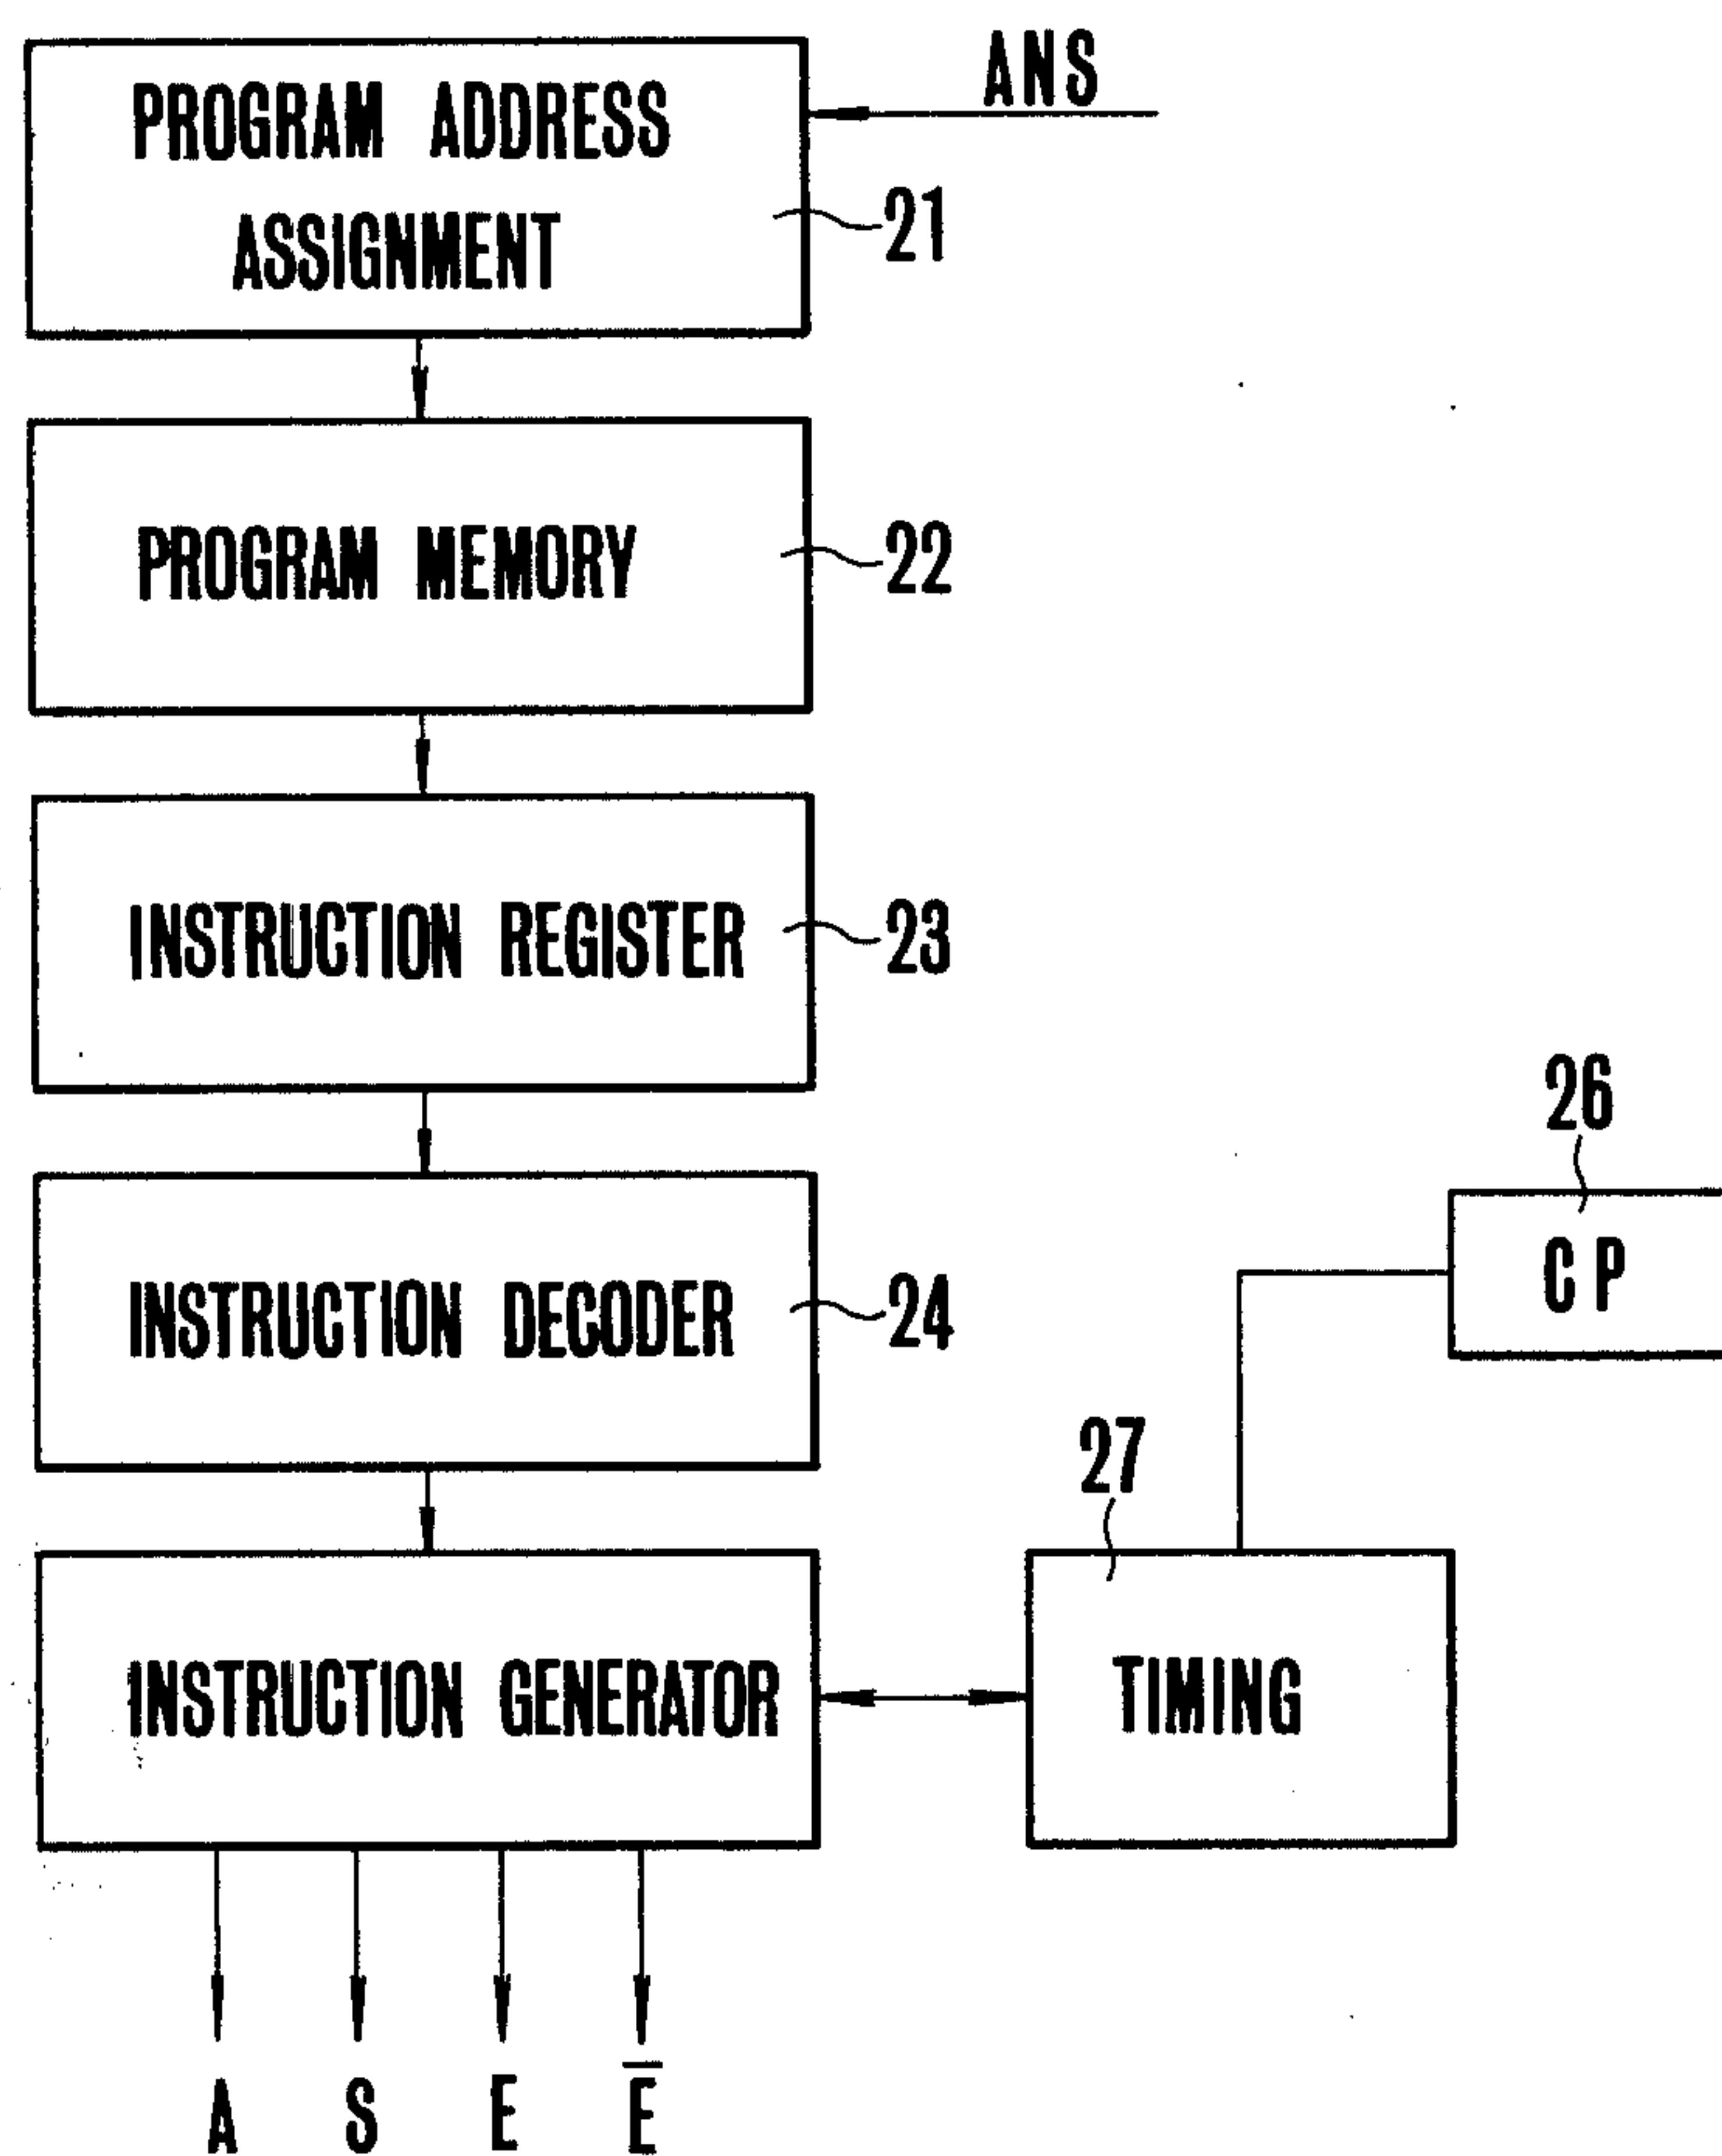 ANS
PROGRAM ADDRESS
ASSIGNMENT
21
PROGRAM MEMORY
22
INSTRUCTION REGISTER
23
INSTRUCTION DECODER
24
26
CP
27
INSTRUCTION GENERATOR
TIMING
A S E E̅